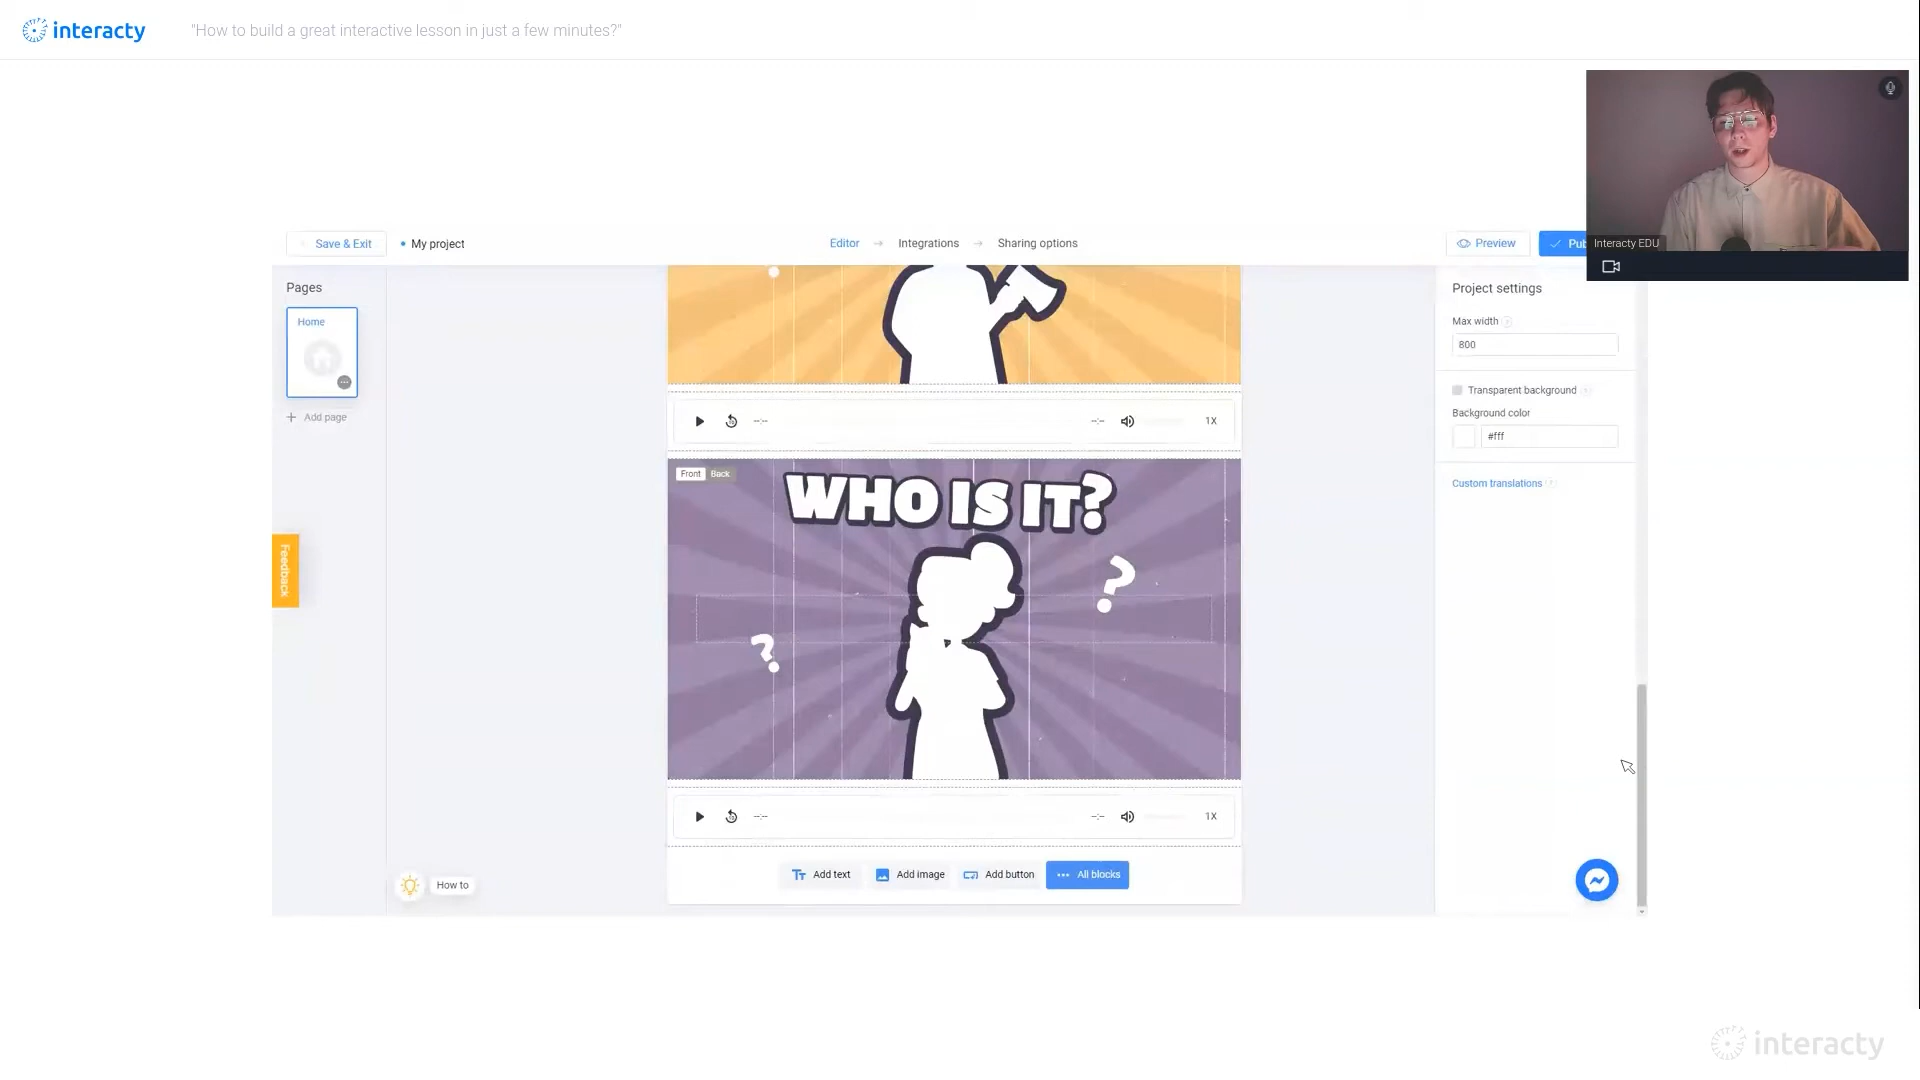 interacty
"How to build a great interactive lesson in just a few minutes?"
Interacty EDU
Save & Exit
My project
Editor
Integrations
Sharing options
Preview
Pages
Home
Add page
Project settings
Max width
800
Transparent background
Background color
#fff
Custom translations
--:--
--:--
1X
Front Back
WHO IS IT?
?
?
Feedback
--:--
--:--
1X
Add text
Add image
Add button
All blocks
How to
interacty